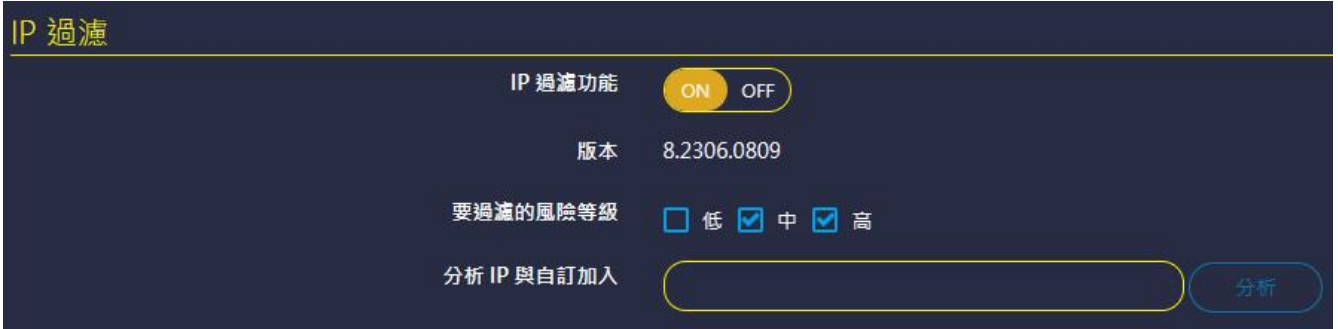 IP 過濾
IP 過濾功能 ON OFF
版本 8.2306.0809
要過濾的風險等級 低 中 高
分析 IP 與自訂加入 分析